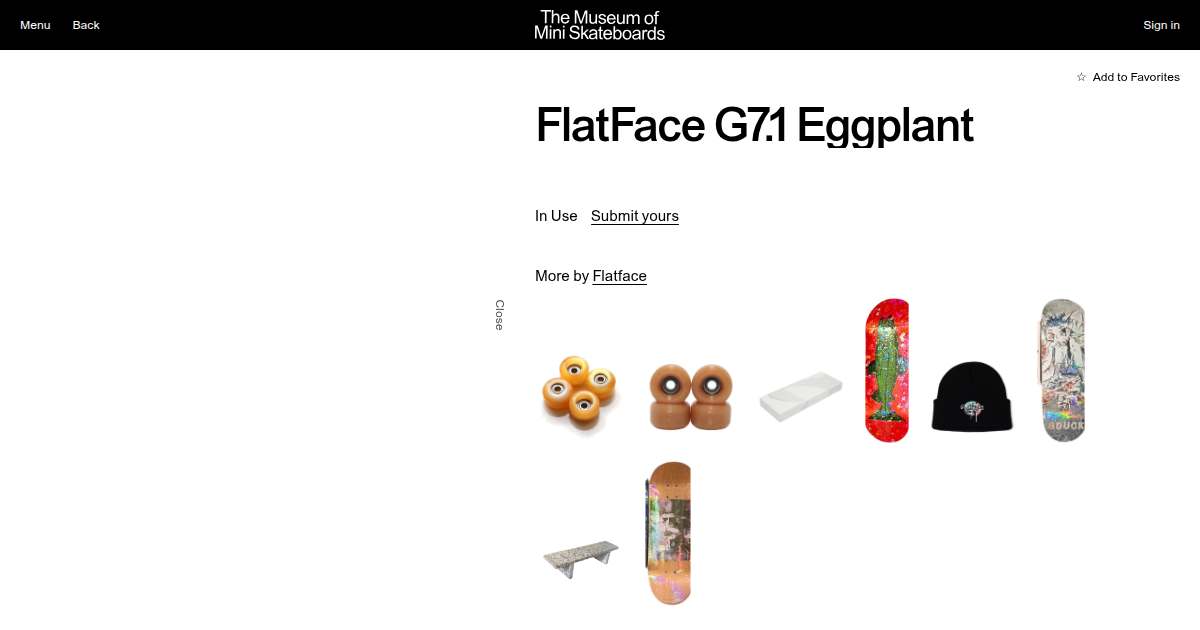 Menu
Back
The Museum of
Mini Skateboards
Sign in
☆ Add to Favorites
FlatFace G7.1 Eggplant
In Use
Submit yours
More by Flatface
Close